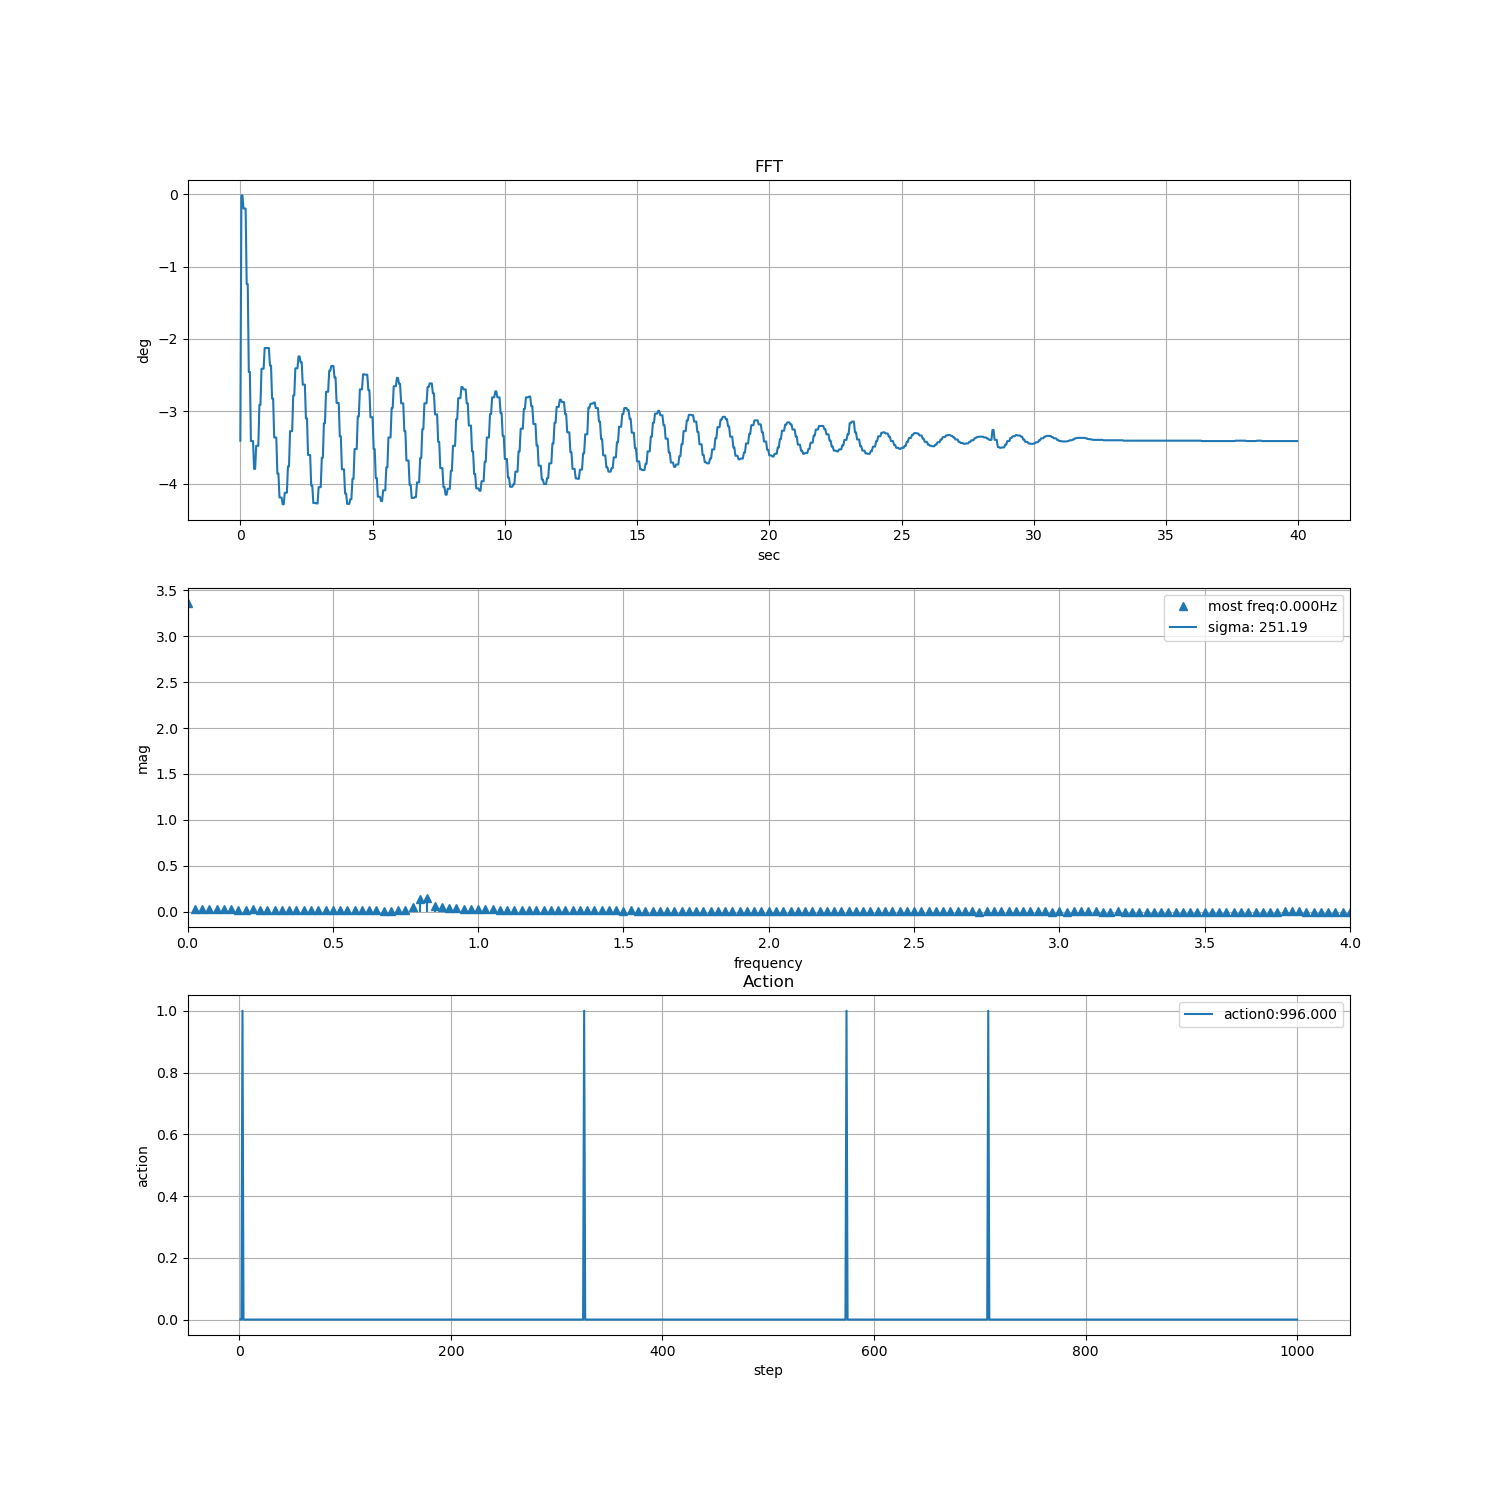 FFT
0
−1
−2
−3
−4
deg
0 5 10 15 20 25 30 35 40
sec
3.5
3.0
2.5
2.0
1.5
1.0
0.5
0.0
mag
most freq:0.000Hz
sigma: 251.19
0.0 0.5 1.0 1.5 2.0 2.5 3.0 3.5 4.0
frequency
Action
1.0
0.8
0.6
0.4
0.2
0.0
action
action0:996.000
0 200 400 600 800 1000
step